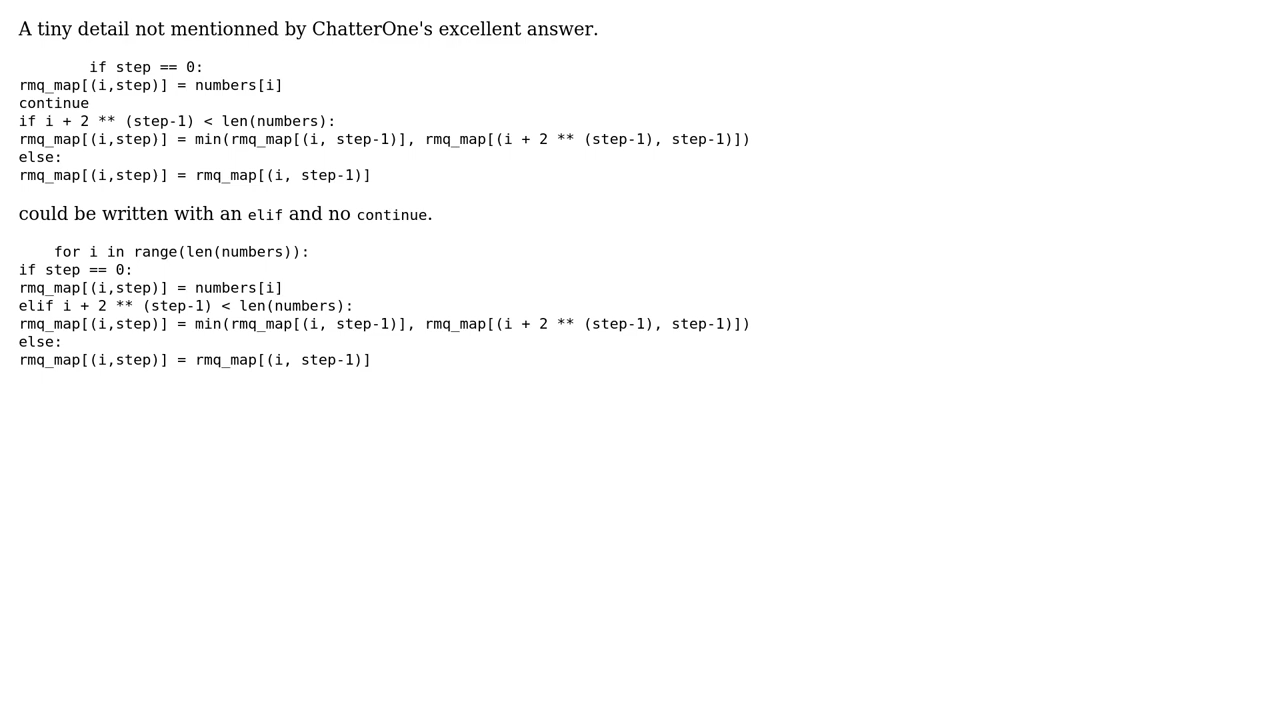 A tiny detail not mentionned by ChatterOne's excellent answer.
        if step == 0:
rmq_map[(i,step)] = numbers[i]
continue
if i + 2 ** (step-1) < len(numbers):
rmq_map[(i,step)] = min(rmq_map[(i, step-1)], rmq_map[(i + 2 ** (step-1), step-1)])
else:
rmq_map[(i,step)] = rmq_map[(i, step-1)]
could be written with an elif and no continue.
    for i in range(len(numbers)):
if step == 0:
rmq_map[(i,step)] = numbers[i]
elif i + 2 ** (step-1) < len(numbers):
rmq_map[(i,step)] = min(rmq_map[(i, step-1)], rmq_map[(i + 2 ** (step-1), step-1)])
else:
rmq_map[(i,step)] = rmq_map[(i, step-1)]